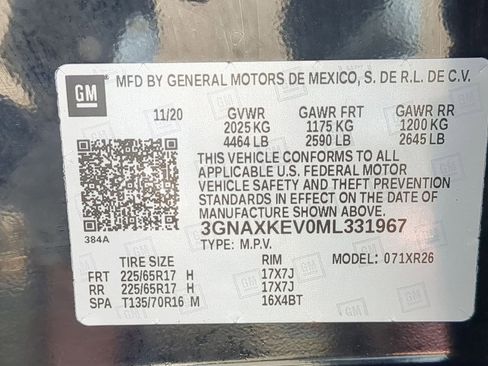 GM
* MFD BY GENERAL MOTORS DE MEXICO, S. DE R.L. DE C.V.
11/20 GVWR GAWR FRT GAWR RR
2025 KG 1175 KG 1200 KG
4464 LB 2590 LB 2645 LB
THIS VEHICLE CONFORMS TO ALL
APPLICABLE U.S. FEDERAL MOTOR
VEHICLE SAFETY AND THEFT PREVENTION
STANDARDS IN EFFECT ON THE DATE OF
MANUFACTURE SHOWN ABOVE.
384A
3GNAXKEV0ML331967
TYPE: M.P.V.
TIRE SIZE RIM MODEL: 071XR26
FRT 225/65R17 H 17X7J
RR 225/65R17 H 17X7J
SPA T135/70R16 M 16X4BT